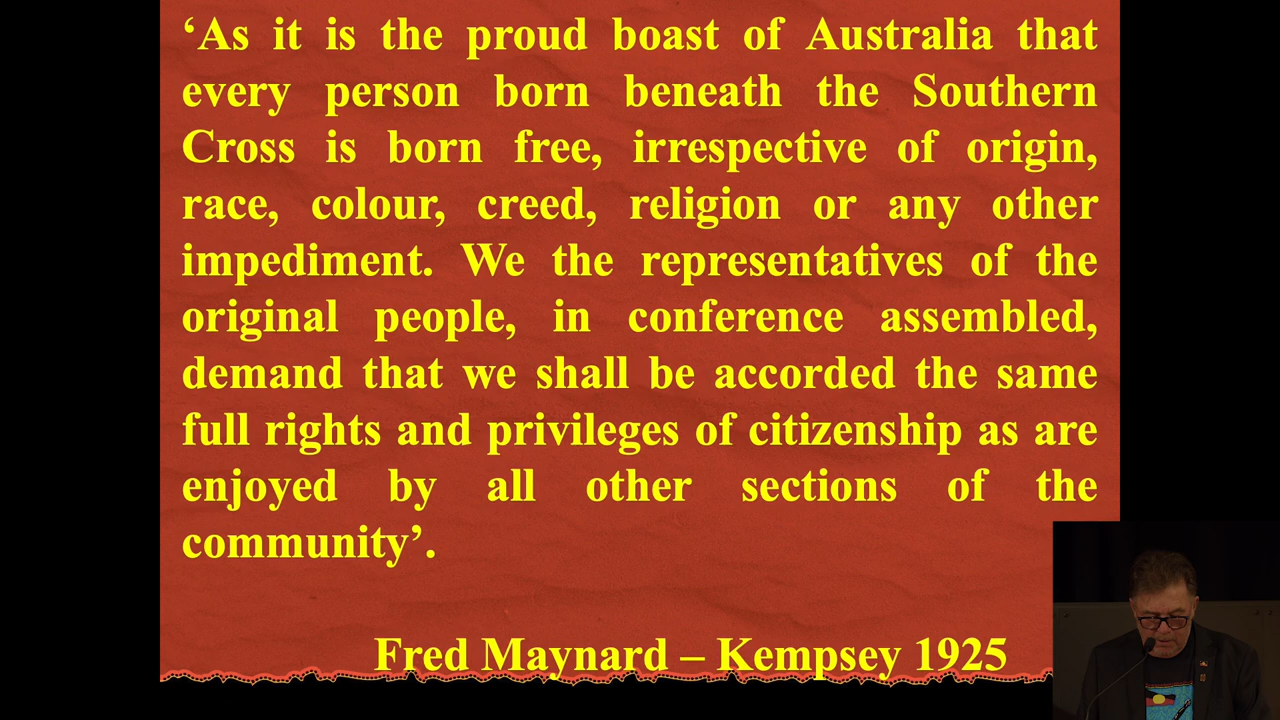 ‘As it is the proud boast of Australia that
every person born beneath the Southern
Cross is born free, irrespective of origin,
race, colour, creed, religion or any other
impediment. We the representatives of the
original people, in conference assembled,
demand that we shall be accorded the same
full rights and privileges of citizenship as are
enjoyed by all other sections of the
community’.
Fred Maynard – Kempsey 1925